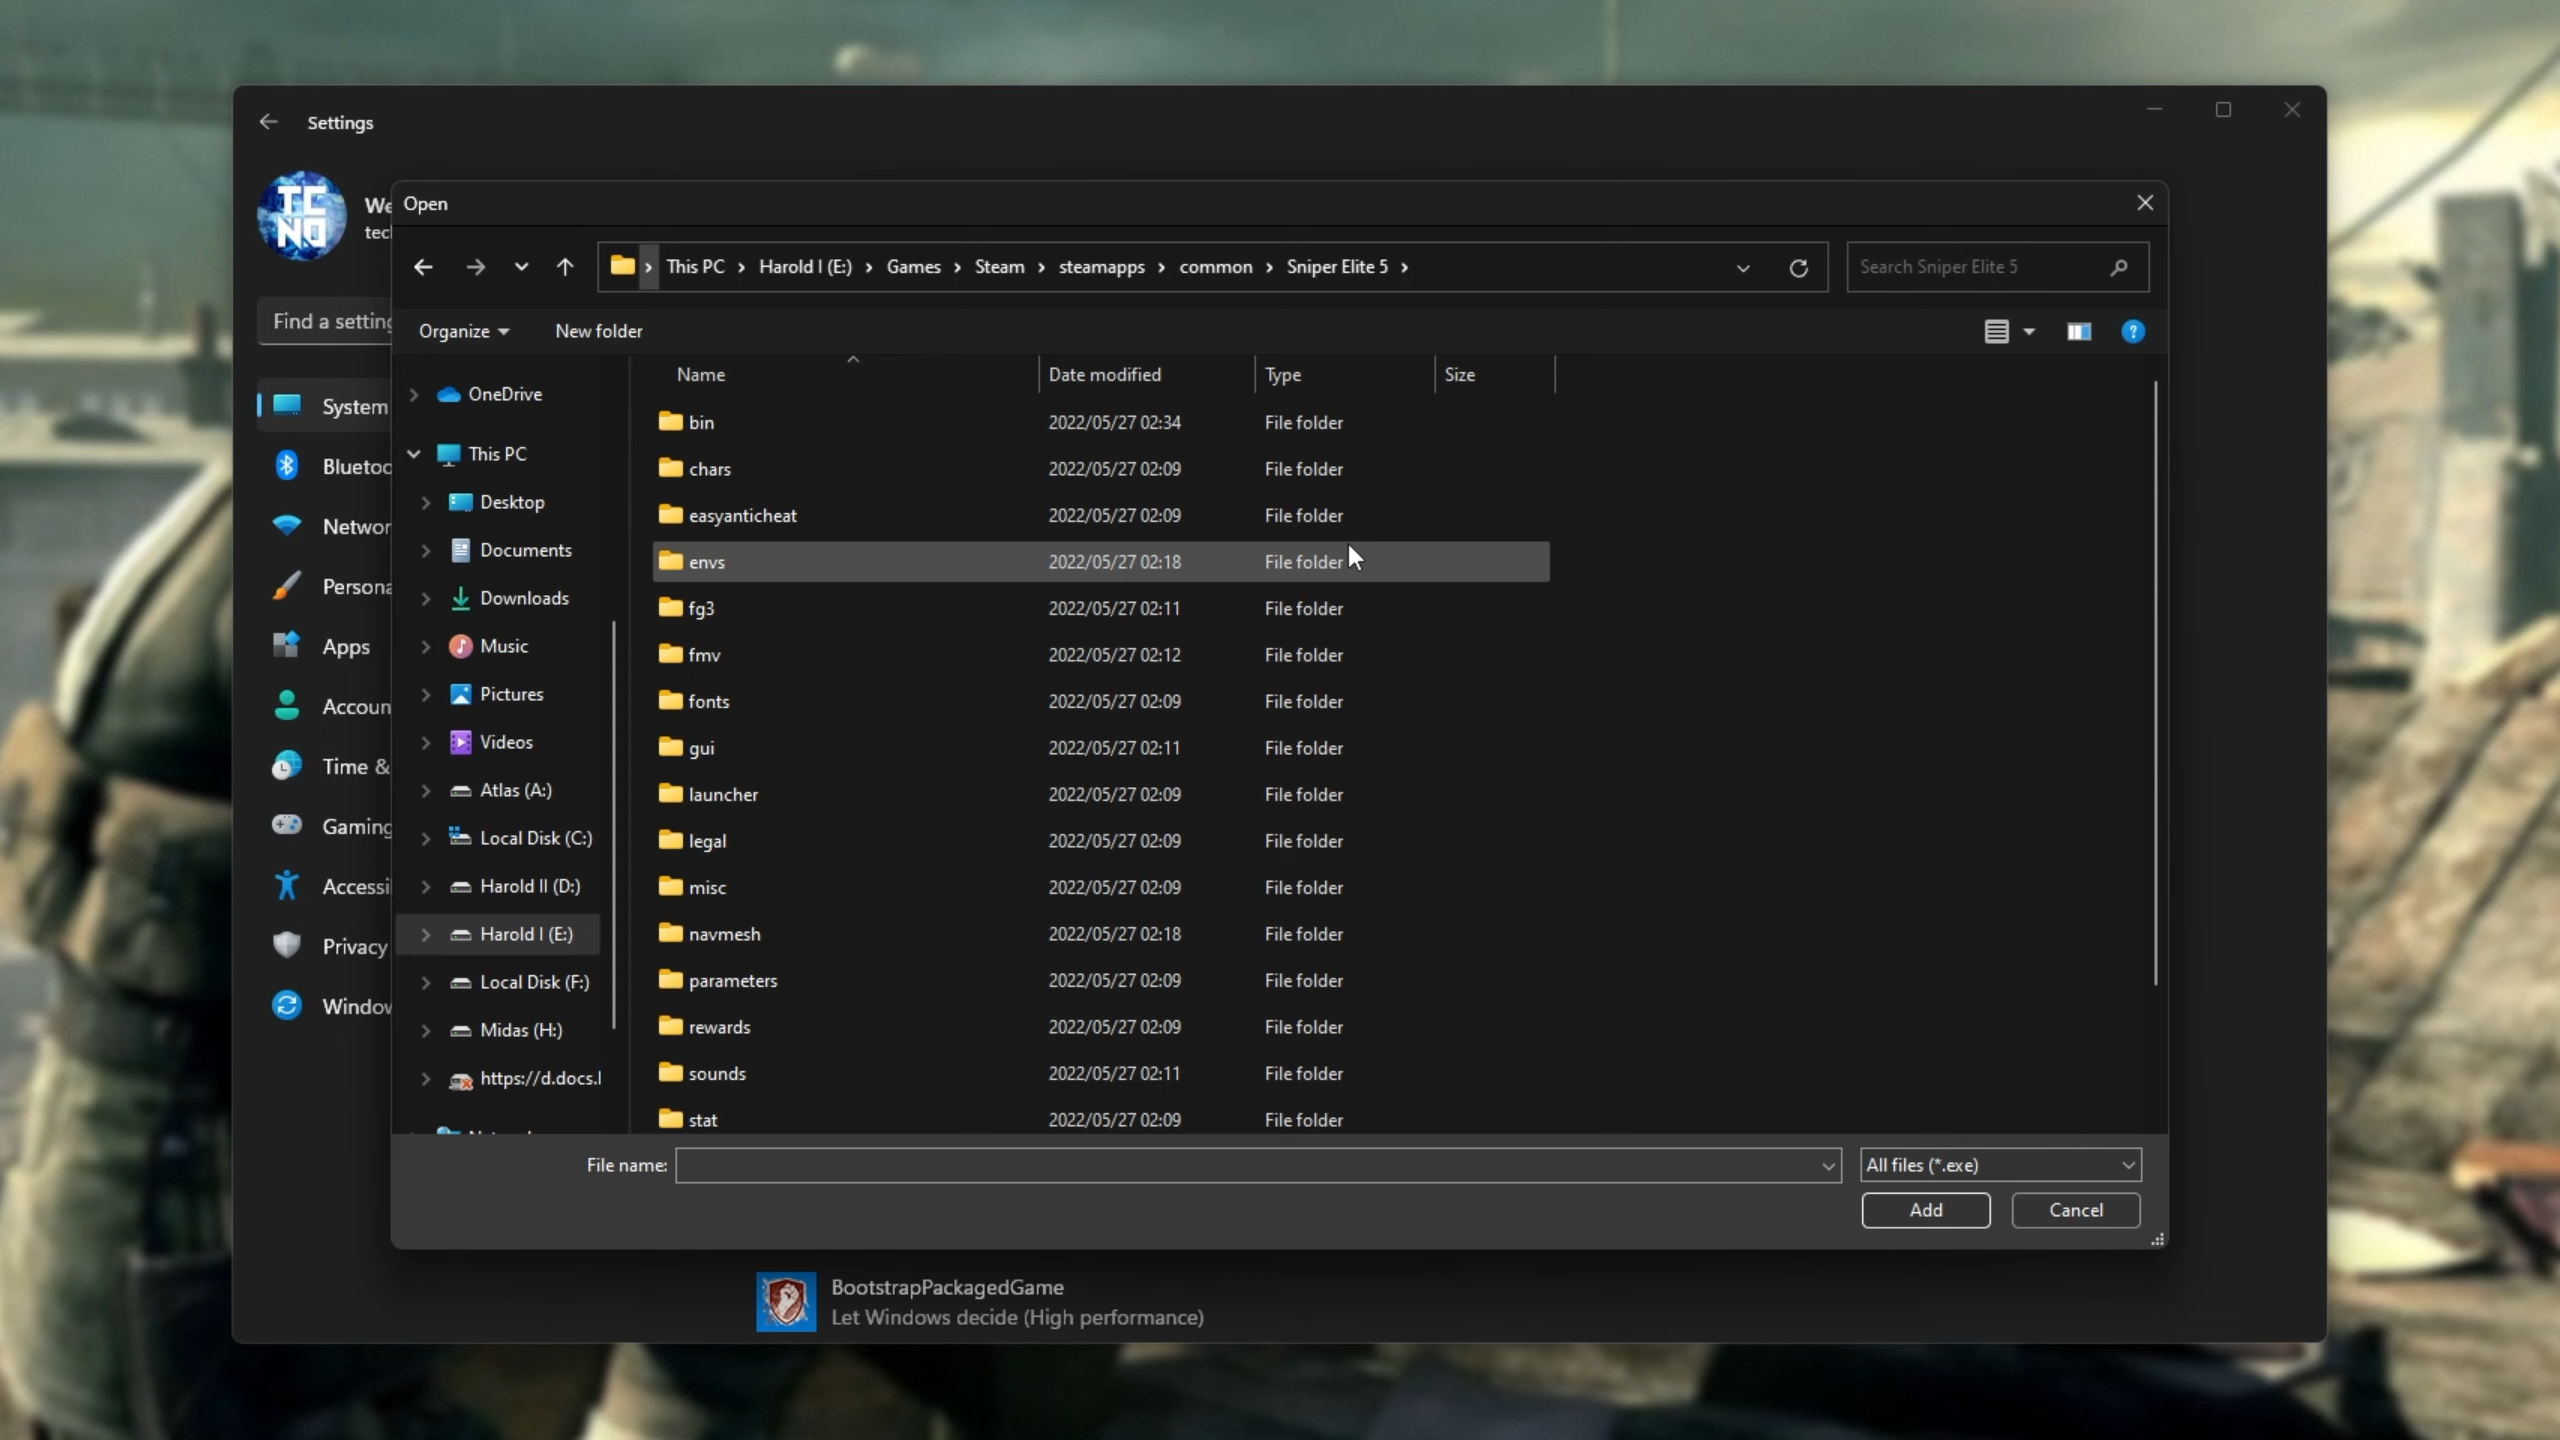 Settings
TC
NO
We
tec
Open
This PC > Harold I (E:) > Games > Steam > steamapps > common > Sniper Elite 5 >
Search Sniper Elite 5
Find a setting
Organize
New folder
System
Bluetoo
Networ
Persona
Apps
Accoun
Time &
Gaming
Accessi
Privacy
Window
OneDrive
This PC
Desktop
Documents
Downloads
Music
Pictures
Videos
Atlas (A:)
Local Disk (C:)
Harold II (D:)
Harold I (E:)
Local Disk (F:)
Midas (H:)
https://d.docs.l
Name Date modified Type Size
bin 2022/05/27 02:34 File folder
chars 2022/05/27 02:09 File folder
easyanticheat 2022/05/27 02:09 File folder
envs 2022/05/27 02:18 File folder
fg3 2022/05/27 02:11 File folder
fmv 2022/05/27 02:12 File folder
fonts 2022/05/27 02:09 File folder
gui 2022/05/27 02:11 File folder
launcher 2022/05/27 02:09 File folder
legal 2022/05/27 02:09 File folder
misc 2022/05/27 02:09 File folder
navmesh 2022/05/27 02:18 File folder
parameters 2022/05/27 02:09 File folder
rewards 2022/05/27 02:09 File folder
sounds 2022/05/27 02:11 File folder
stat 2022/05/27 02:09 File folder
File name:
All files (*.exe)
Add
Cancel
BootstrapPackagedGame
Let Windows decide (High performance)